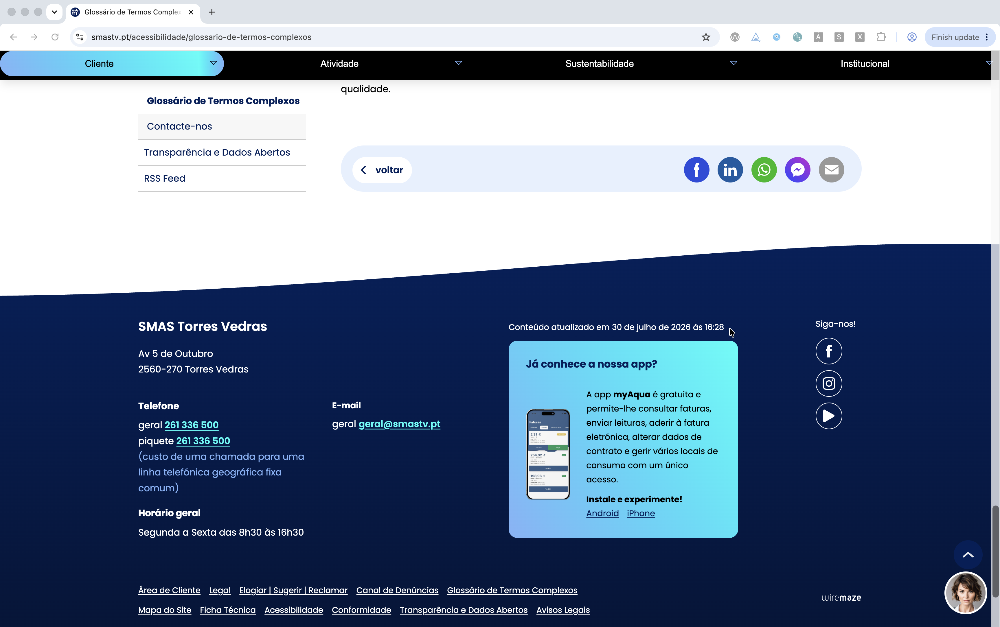 Glossário de Termos Complex
smastv.pt/acessibilidade/glossario-de-termos-complexos
Finish update
Cliente
Atividade
Sustentabilidade
Institucional
qualidade.
Glossário de Termos Complexos
Contacte-nos
Transparência e Dados Abertos
RSS Feed
voltar
SMAS Torres Vedras
Av 5 de Outubro
2560-270 Torres Vedras
Telefone
geral 261 336 500
piquete 261 336 500
(custo de uma chamada para uma
linha telefónica geográfica fixa
comum)
Horário geral
Segunda a Sexta das 8h30 às 16h30
E-mail
geral geral@smastv.pt
Conteúdo atualizado em 30 de julho de 2026 às 16:28
Já conhece a nossa app?
Faturas
2,31 €
254,02 €
198,96 €
A app myAqua é gratuita e
permite-lhe consultar faturas,
enviar leituras, aderir à fatura
eletrónica, alterar dados de
contrato e gerir vários locais de
consumo com um único
acesso.
Instale e experimente!
Android iPhone
Siga-nos!
Área de Cliente Legal Elogiar | Sugerir | Reclamar Canal de Denúncias Glossário de Termos Complexos
Mapa do Site Ficha Técnica Acessibilidade Conformidade Transparência e Dados Abertos Avisos Legais
wiremaze